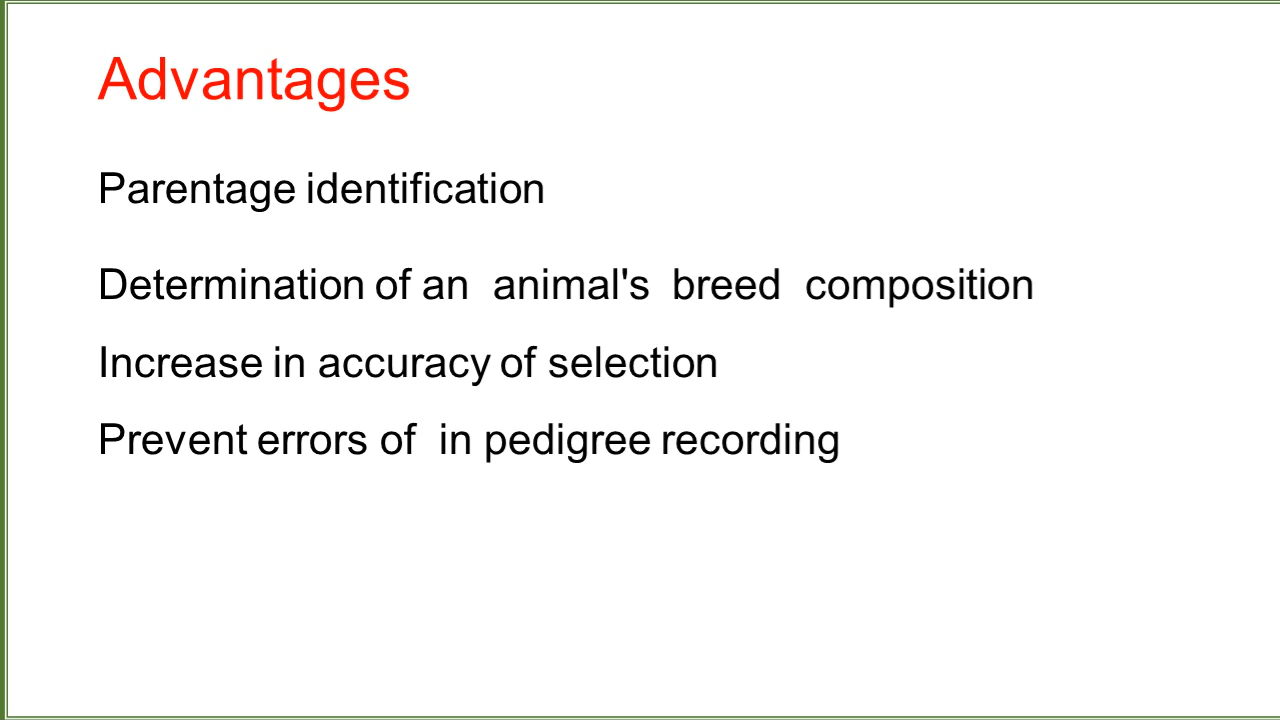 Advantages
Parentage identification
Determination of an  animal's  breed  composition
Increase in accuracy of selection
Prevent errors of  in pedigree recording